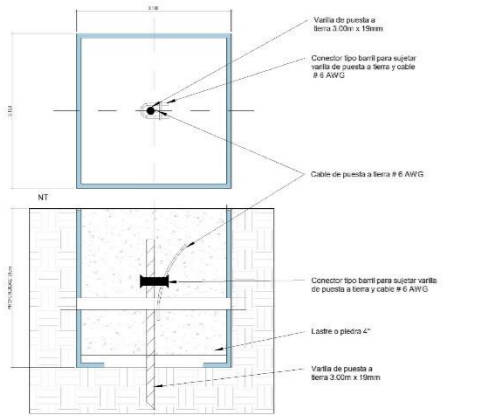 Varilla de puesta a
tierra 3.00m x 19mm
Conector tipo barril para sujetar
varilla de puesta a tierra y cable
# 6 AWG
Cable de puesta a tierra # 6 AWG
NT
Conector tipo barril para sujetar varilla
de puesta a tierra y cable # 6 AWG
Lastre o piedra 4"
Varilla de puesta a
tierra 3.00m x 19mm